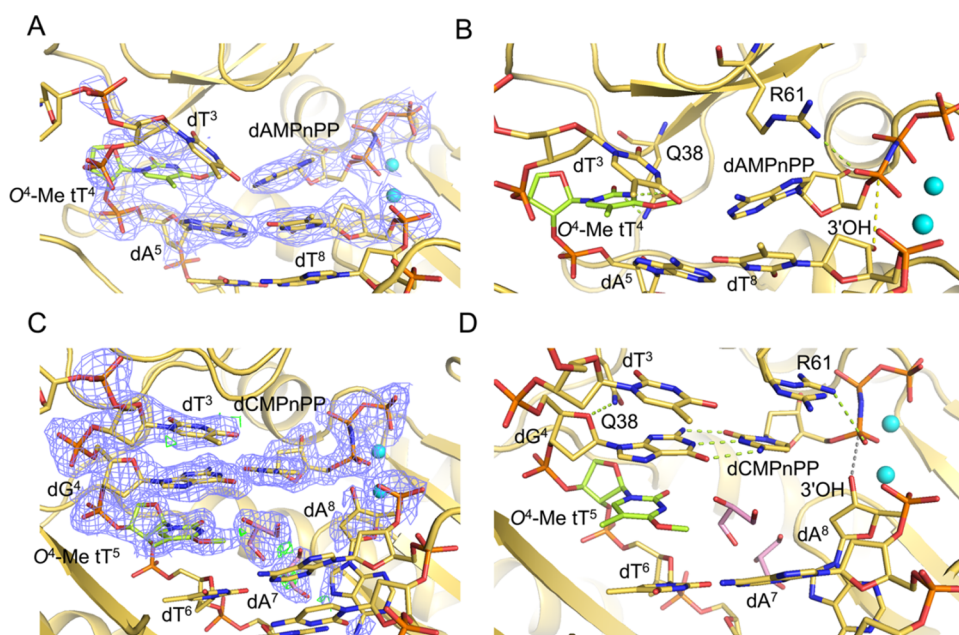 A
dT³
dAMPnPP
O⁴-Me tT⁴
dA⁵
dT⁸
B
R61
dT³
Q38
dAMPnPP
O⁴-Me tT⁴
3'OH
dA⁵
dT⁸
C
dT³
dCMPnPP
dG⁴
dA⁸
O⁴-Me tT⁵
dT⁶
dA⁷
D
dT³
R61
Q38
dG⁴
dCMPnPP
3'OH
O⁴-Me tT⁵
dA⁸
dT⁶
dA⁷